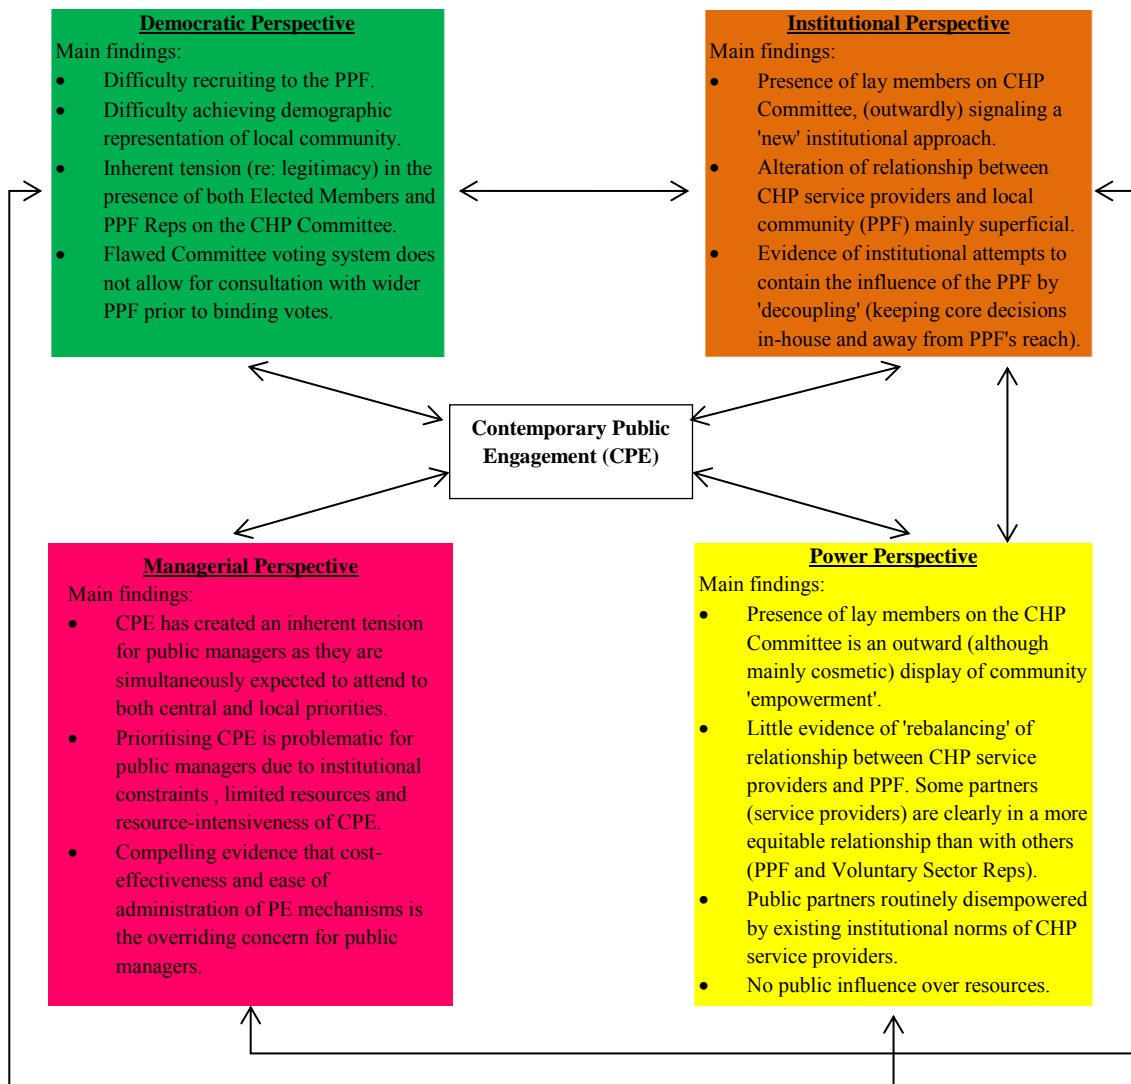 Democratic Perspective
Main findings:
• Difficulty recruiting to the PPF.
• Difficulty achieving demographic
representation of local community.
• Inherent tension (re: legitimacy) in the
presence of both Elected Members and
PPF Reps on the CHP Committee.
• Flawed Committee voting system does
not allow for consultation with wider
PPF prior to binding votes.
Institutional Perspective
Main findings:
• Presence of lay members on CHP
Committee, (outwardly) signaling a
'new' institutional approach.
• Alteration of relationship between
CHP service providers and local
community (PPF) mainly superficial.
• Evidence of institutional attempts to
contain the influence of the PPF by
'decoupling' (keeping core decisions
in-house and away from PPF's reach).
Contemporary Public
Engagement (CPE)
Managerial Perspective
Main findings:
• CPE has created an inherent tension
for public managers as they are
simultaneously expected to attend to
both central and local priorities.
• Prioritising CPE is problematic for
public managers due to institutional
constraints , limited resources and
resource-intensiveness of CPE.
• Compelling evidence that cost-
effectiveness and ease of
administration of PE mechanisms is
the overriding concern for public
managers.
Power Perspective
Main findings:
• Presence of lay members on the CHP
Committee is an outward (although
mainly cosmetic) display of community
'empowerment'.
• Little evidence of 'rebalancing' of
relationship between CHP service
providers and PPF. Some partners
(service providers) are clearly in a more
equitable relationship than with others
(PPF and Voluntary Sector Reps).
• Public partners routinely disempowered
by existing institutional norms of CHP
service providers.
• No public influence over resources.